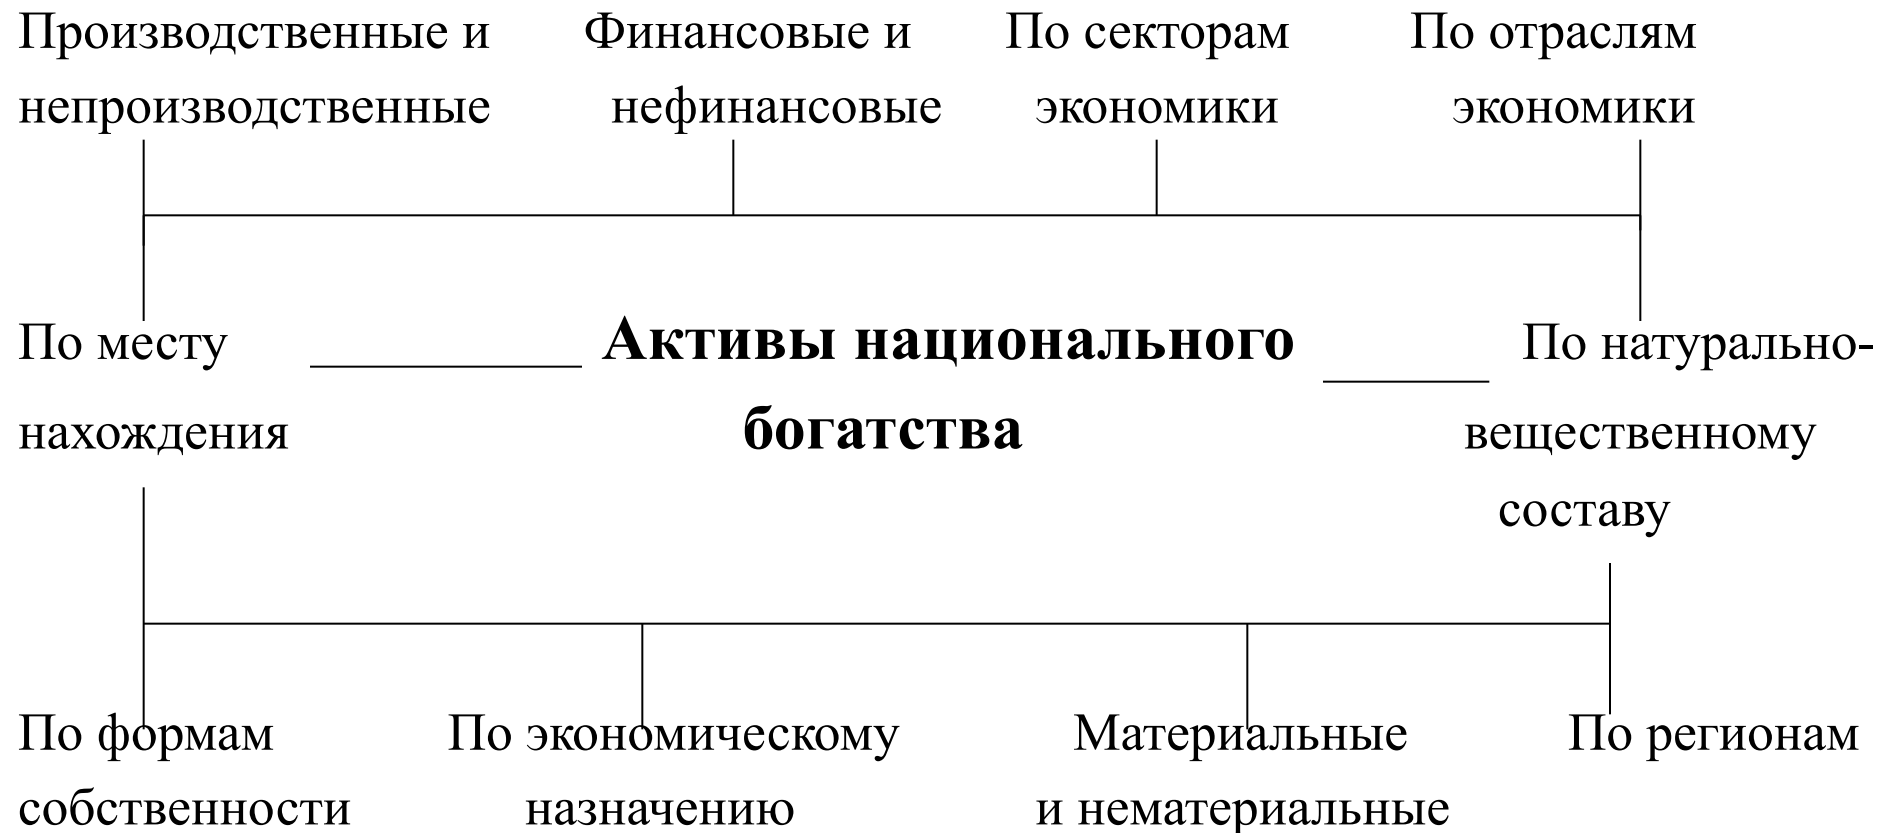 Производственные и Финансовые и По секторам По отраслям
непроизводственные нефинансовые экономики экономики
По месту Активы национального По натурально-
нахождения богатства вещественному
составу
По формам По экономическому Материальные По регионам
собственности назначению и нематериальные